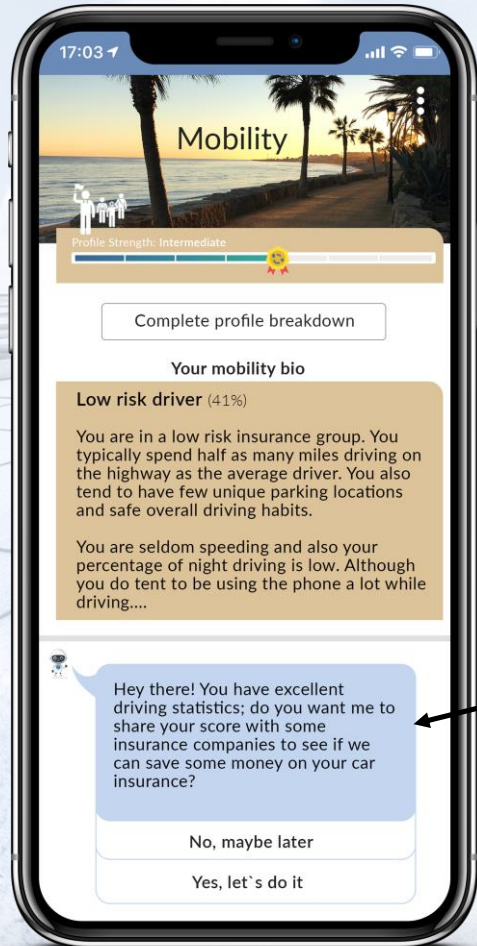 17:03
Mobility
Profile Strength: Intermediate
Complete profile breakdown
Your mobility bio
Low risk driver (41%)
You are in a low risk insurance group. You
typically spend half as many miles driving on
the highway as the average driver. You also
tend to have few unique parking locations
and safe overall driving habits.
You are seldom speeding and also your
percentage of night driving is low. Although
you do tent to be using the phone a lot while
driving....
Hey there! You have excellent
driving statistics; do you want me to
share your score with some
insurance companies to see if we
can save some money on your car
insurance?
No, maybe later
Yes, let`s do it